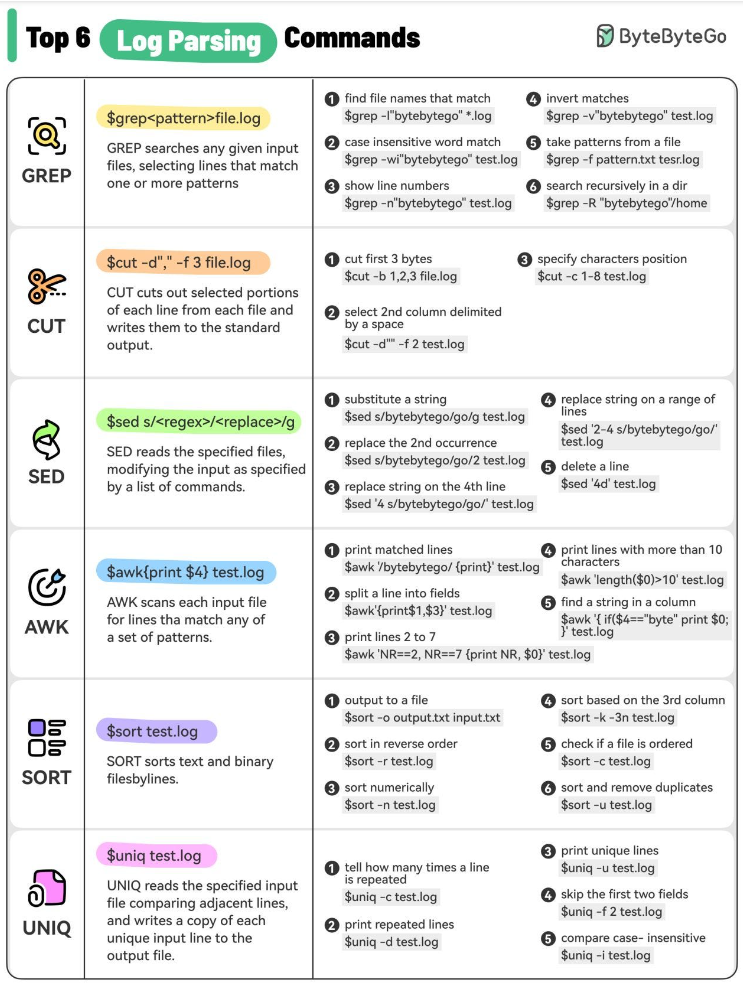 Top 6 Log Parsing Commands
ByteByteGo
GREP
$grep<pattern>file.log
GREP searches any given input
files, selecting lines that match
one or more patterns
1 find file names that match
$grep -l"bytebytego" *.log
2 case insensitive word match
$grep -wi"bytebytego" test.log
3 show line numbers
$grep -n"bytebytego" test.log
4 invert matches
$grep -v"bytebytego" test.log
5 take patterns from a file
$grep -f pattern.txt tesr.log
6 search recursively in a dir
$grep -R "bytebytego"/home
CUT
$cut -d"," -f 3 file.log
CUT cuts out selected portions
of each line from each file and
writes them to the standard
output.
1 cut first 3 bytes
$cut -b 1,2,3 file.log
2 select 2nd column delimited
by a space
$cut -d"" -f 2 test.log
3 specify characters position
$cut -c 1-8 test.log
SED
$sed s/<regex>/<replace>/g
SED reads the specified files,
modifying the input as specified
by a list of commands.
1 substitute a string
$sed s/bytebytego/go/g test.log
2 replace the 2nd occurrence
$sed s/bytebytego/go/2 test.log
3 replace string on the 4th line
$sed '4 s/bytebytego/go/' test.log
4 replace string on a range of
lines
$sed '2-4 s/bytebytego/go/'
test.log
5 delete a line
$sed '4d' test.log
AWK
$awk{print $4} test.log
AWK scans each input file
for lines tha match any of
a set of patterns.
1 print matched lines
$awk '/bytebytego/ {print}' test.log
2 split a line into fields
$awk'{print$1,$3}' test.log
3 print lines 2 to 7
$awk 'NR==2, NR==7 {print NR, $0}' test.log
4 print lines with more than 10
characters
$awk 'length($0)>10' test.log
5 find a string in a column
$awk '{ if($4=="byte" print $0;
}' test.log
SORT
$sort test.log
SORT sorts text and binary
filesbylines.
1 output to a file
$sort -o output.txt input.txt
2 sort in reverse order
$sort -r test.log
3 sort numerically
$sort -n test.log
4 sort based on the 3rd column
$sort -k -3n test.log
5 check if a file is ordered
$sort -c test.log
6 sort and remove duplicates
$sort -u test.log
UNIQ
$uniq test.log
UNIQ reads the specified input
file comparing adjacent lines,
and writes a copy of each
unique input line to the
output file.
1 tell how many times a line
is repeated
$uniq -c test.log
2 print repeated lines
$uniq -d test.log
3 print unique lines
$uniq -u test.log
4 skip the first two fields
$uniq -f 2 test.log
5 compare case- insensitive
$uniq -i test.log